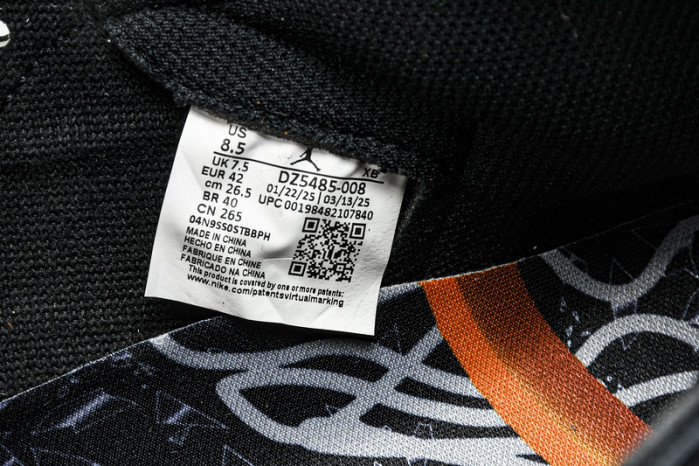 US
8.5
XB
UK 7.5
EUR 42
cm 26.5
BR 40
CN 265
DZ5485-008
01/22/25 | 03/13/25
UPC 00198482107840
04N9SS0STBBPH
MADE IN CHINA
HECHO EN CHINA
FABRIQUE EN CHINE
FABRICADO NA CHINA
This product is covered by one or more patents:
www.nike.com/patentsvirtualmarking